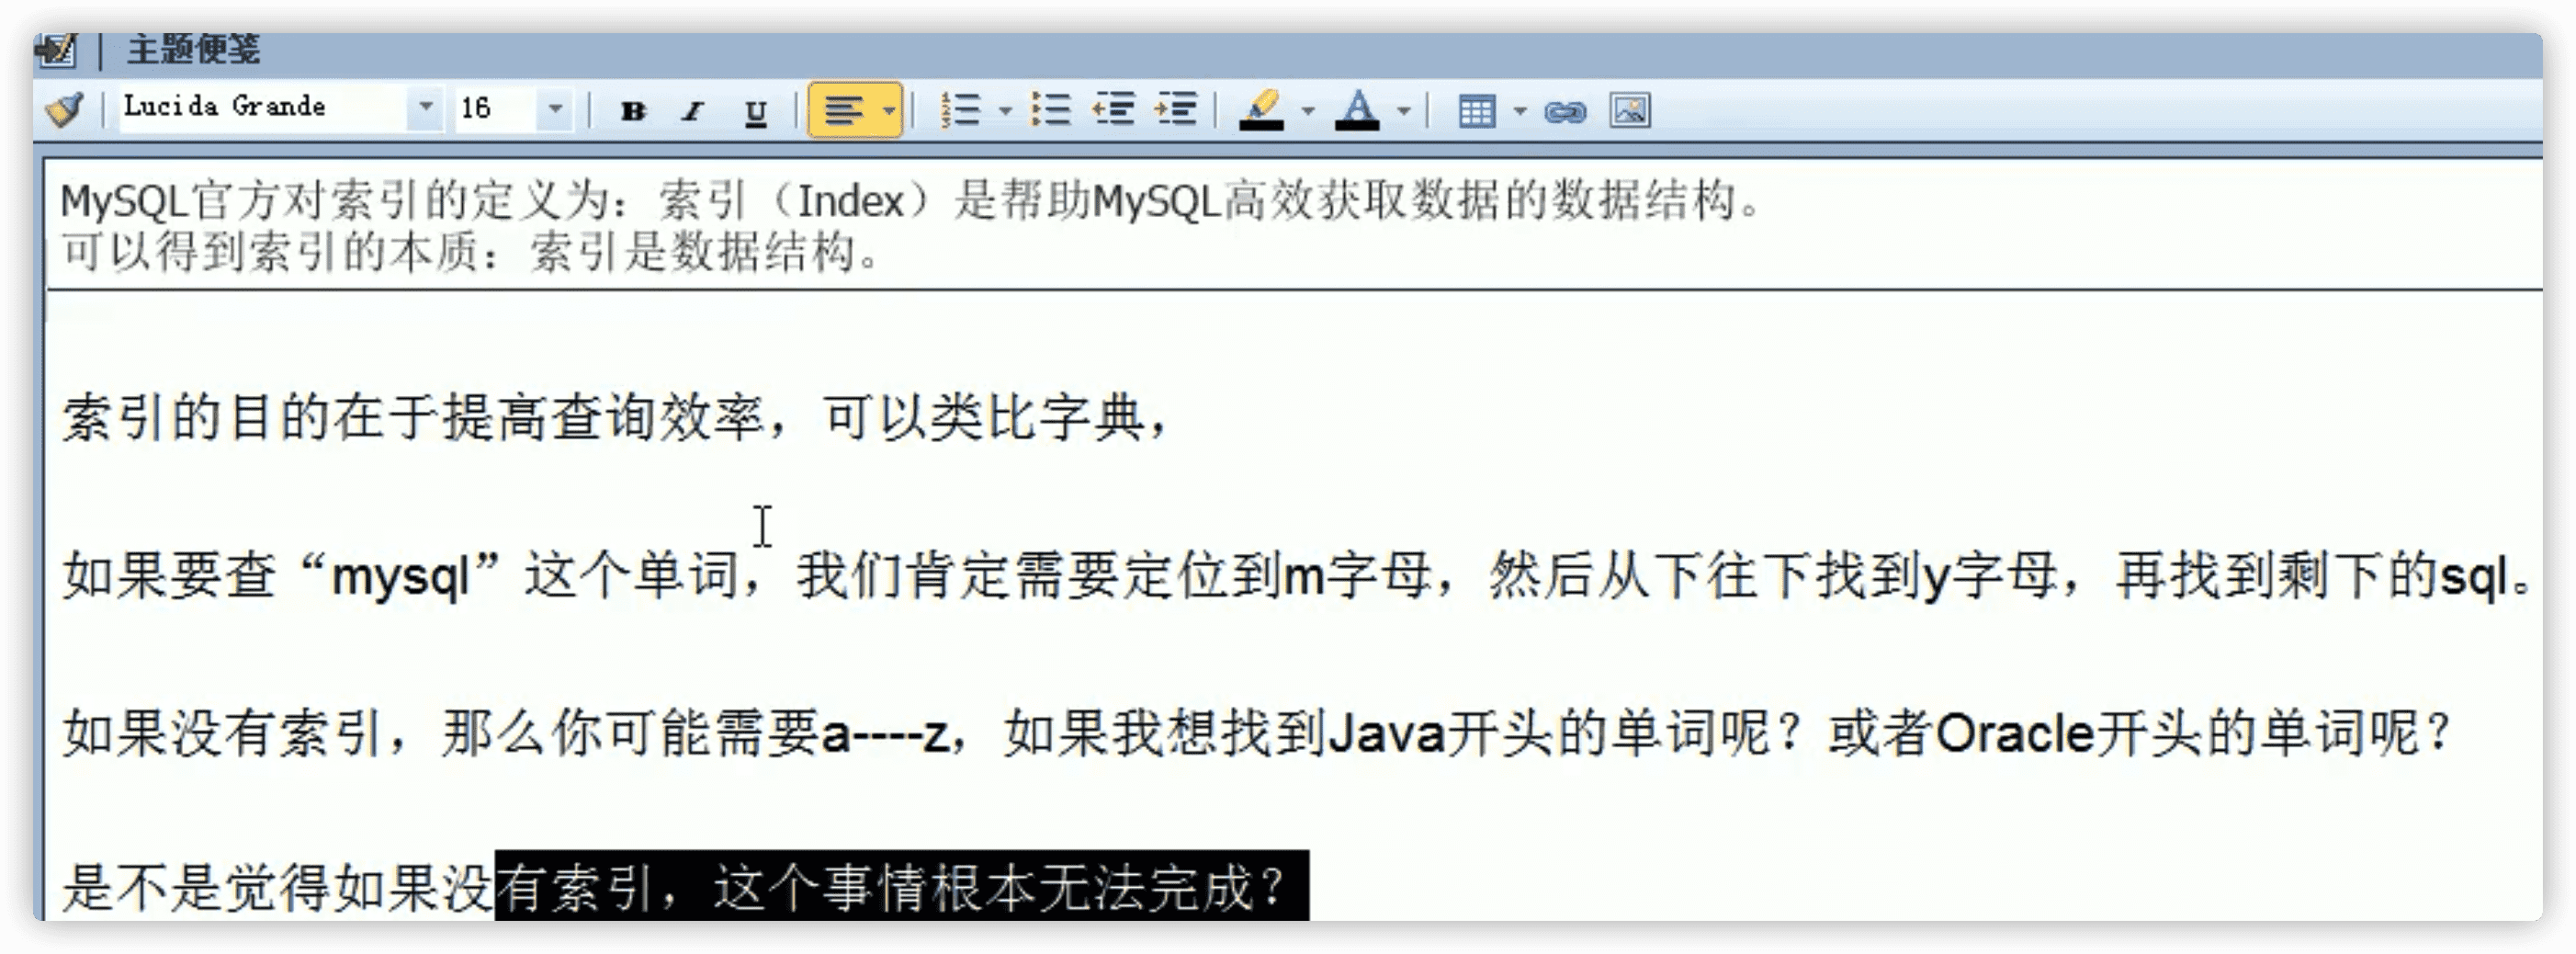 主题便笺
Lucida Grande 16 B I U A
MySQL官方对索引的定义为：索引（Index）是帮助MySQL高效获取数据的数据结构。
可以得到索引的本质：索引是数据结构。
索引的目的在于提高查询效率，可以类比字典，
如果要查“mysql”这个单词，我们肯定需要定位到m字母，然后从下往下找到y字母，再找到剩下的sql。
如果没有索引，那么你可能需要a----z，如果我想找到Java开头的单词呢？或者Oracle开头的单词呢？
是不是觉得如果没有索引，这个事情根本无法完成？